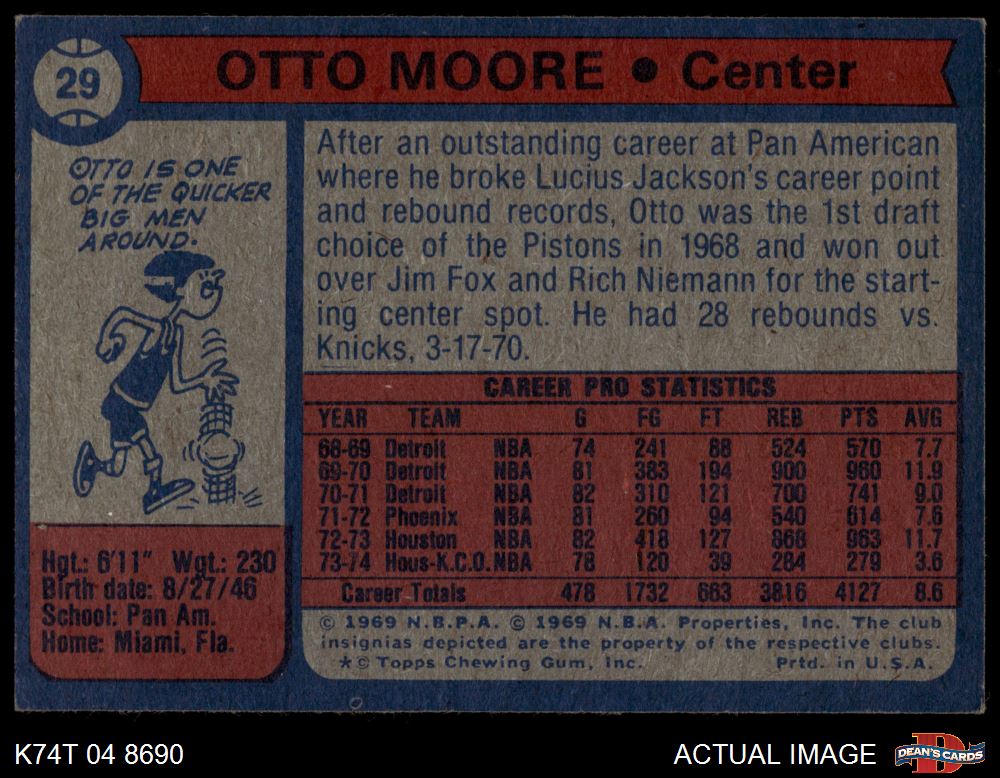 29
OTTO MOORE • Center
OTTO IS ONE
OF THE QUICKER
BIG MEN
AROUND.
After an outstanding career at Pan American
where he broke Lucius Jackson's career point
and rebound records, Otto was the 1st draft
choice of the Pistons in 1968 and won out
over Jim Fox and Rich Niemann for the start-
ing center spot. He had 28 rebounds vs.
Knicks, 3-17-70.
CAREER PRO STATISTICS
YEAR TEAM G FG FT REB PTS AVG
68-69 Detroit NBA 74 241 88 524 570 7.7
69-70 Detroit NBA 81 383 194 900 960 11.9
70-71 Detroit NBA 82 310 121 700 741 9.0
71-72 Phoenix NBA 81 260 94 540 614 7.6
72-73 Houston NBA 82 418 127 868 963 11.7
73-74 Hous-K.C.O. NBA 78 120 39 284 279 3.6
Career Totals 478 1732 663 3816 4127 8.6
Hgt.: 6'11" Wgt.: 230
Birth date: 8/27/46
School: Pan Am.
Home: Miami, Fla.
© 1969 N.B.P.A. © 1969 N.B.A. Properties, Inc. The club
insignias depicted are the property of the respective clubs.
*© Topps Chewing Gum, Inc. Prtd. in U.S.A.
K74T 04 8690
ACTUAL IMAGE
DEAN'S CARDS